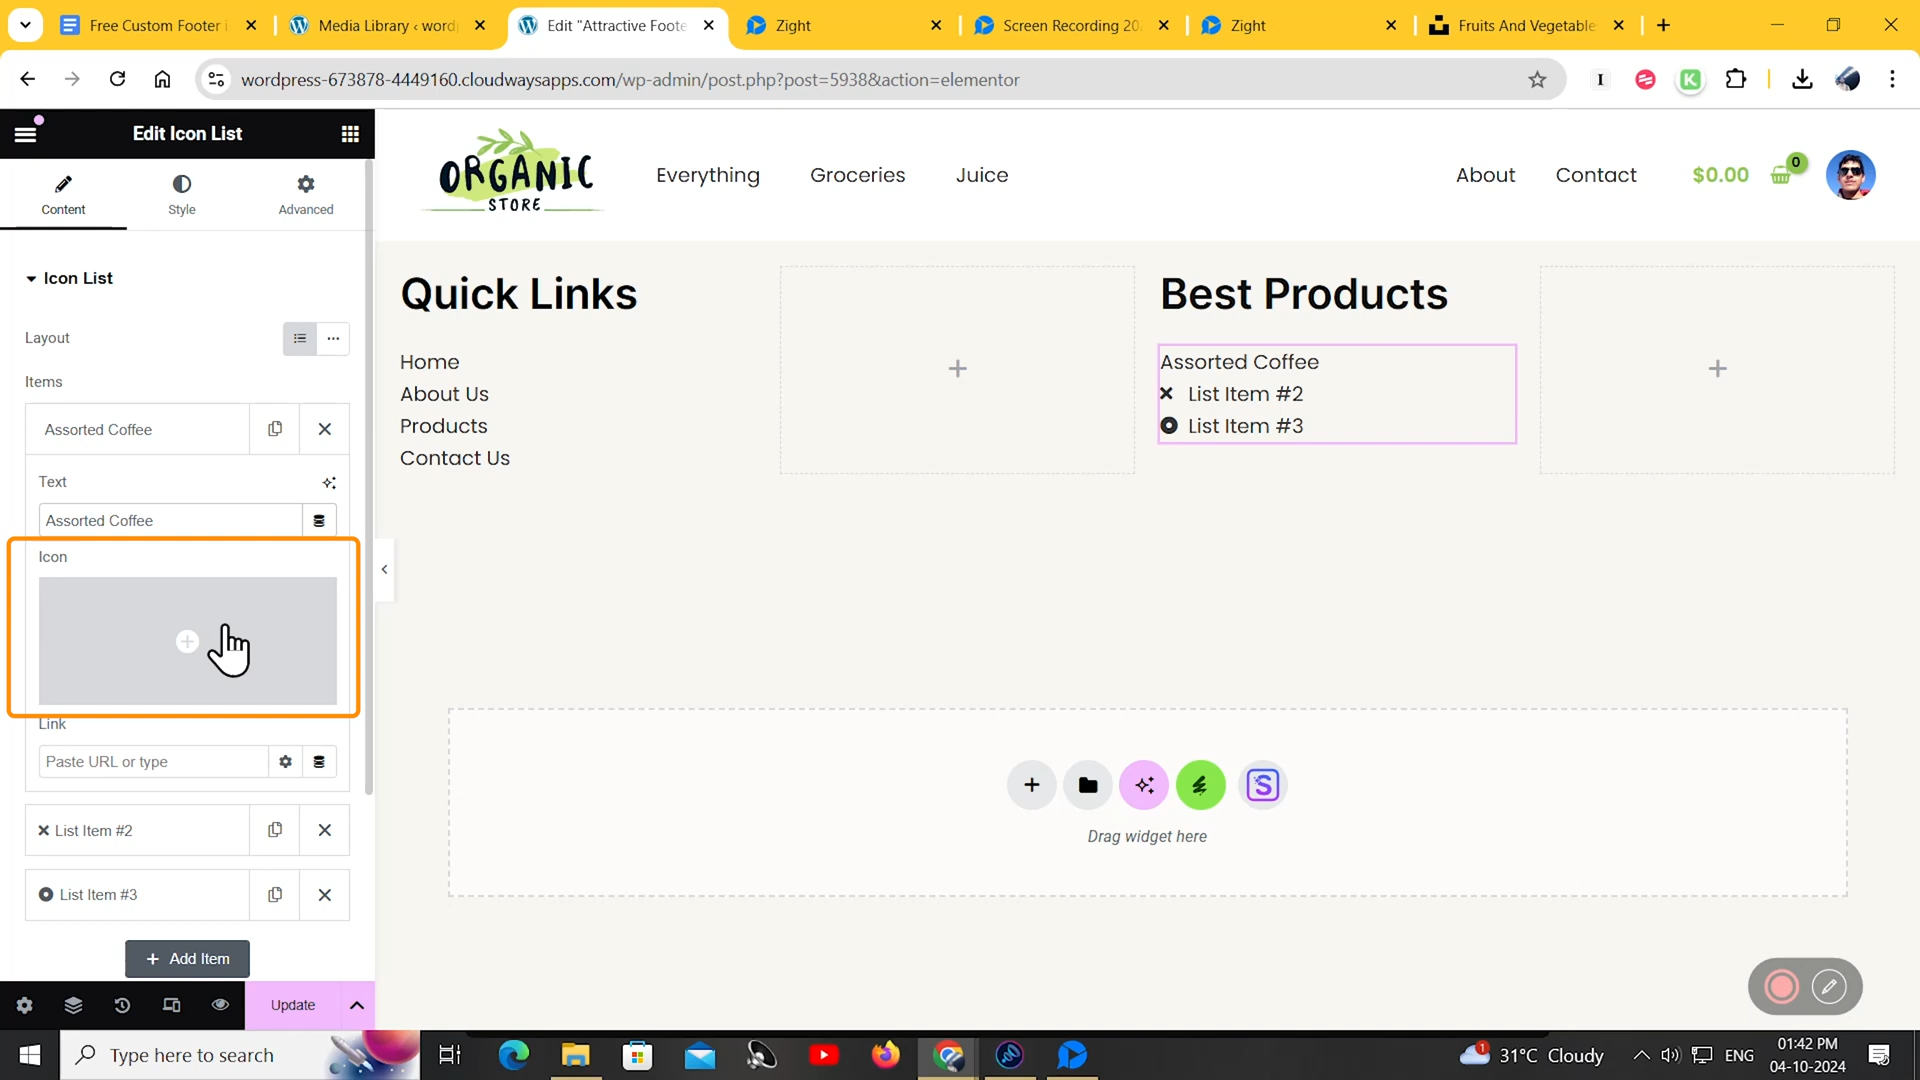 Free Custom Footer i
Media Library ‹ word
Edit "Attractive Foote
Zight
Screen Recording 20
Zight
Fruits And Vegetable
wordpress-673878-4449160.cloudwaysapps.com/wp-admin/post.php?post=5938&action=elementor
Edit Icon List
Content
Style
Advanced
Icon List
Layout
Items
Assorted Coffee
Text
Assorted Coffee
Icon
Link
Paste URL or type
List Item #2
List Item #3
Add Item
Update
ORGANIC
STORE
Everything
Groceries
Juice
About
Contact
$0.00
0
Quick Links
Home
About Us
Products
Contact Us
Best Products
Assorted Coffee
List Item #2
List Item #3
Drag widget here
Type here to search
1
31°C Cloudy
ENG
01:42 PM
04-10-2024